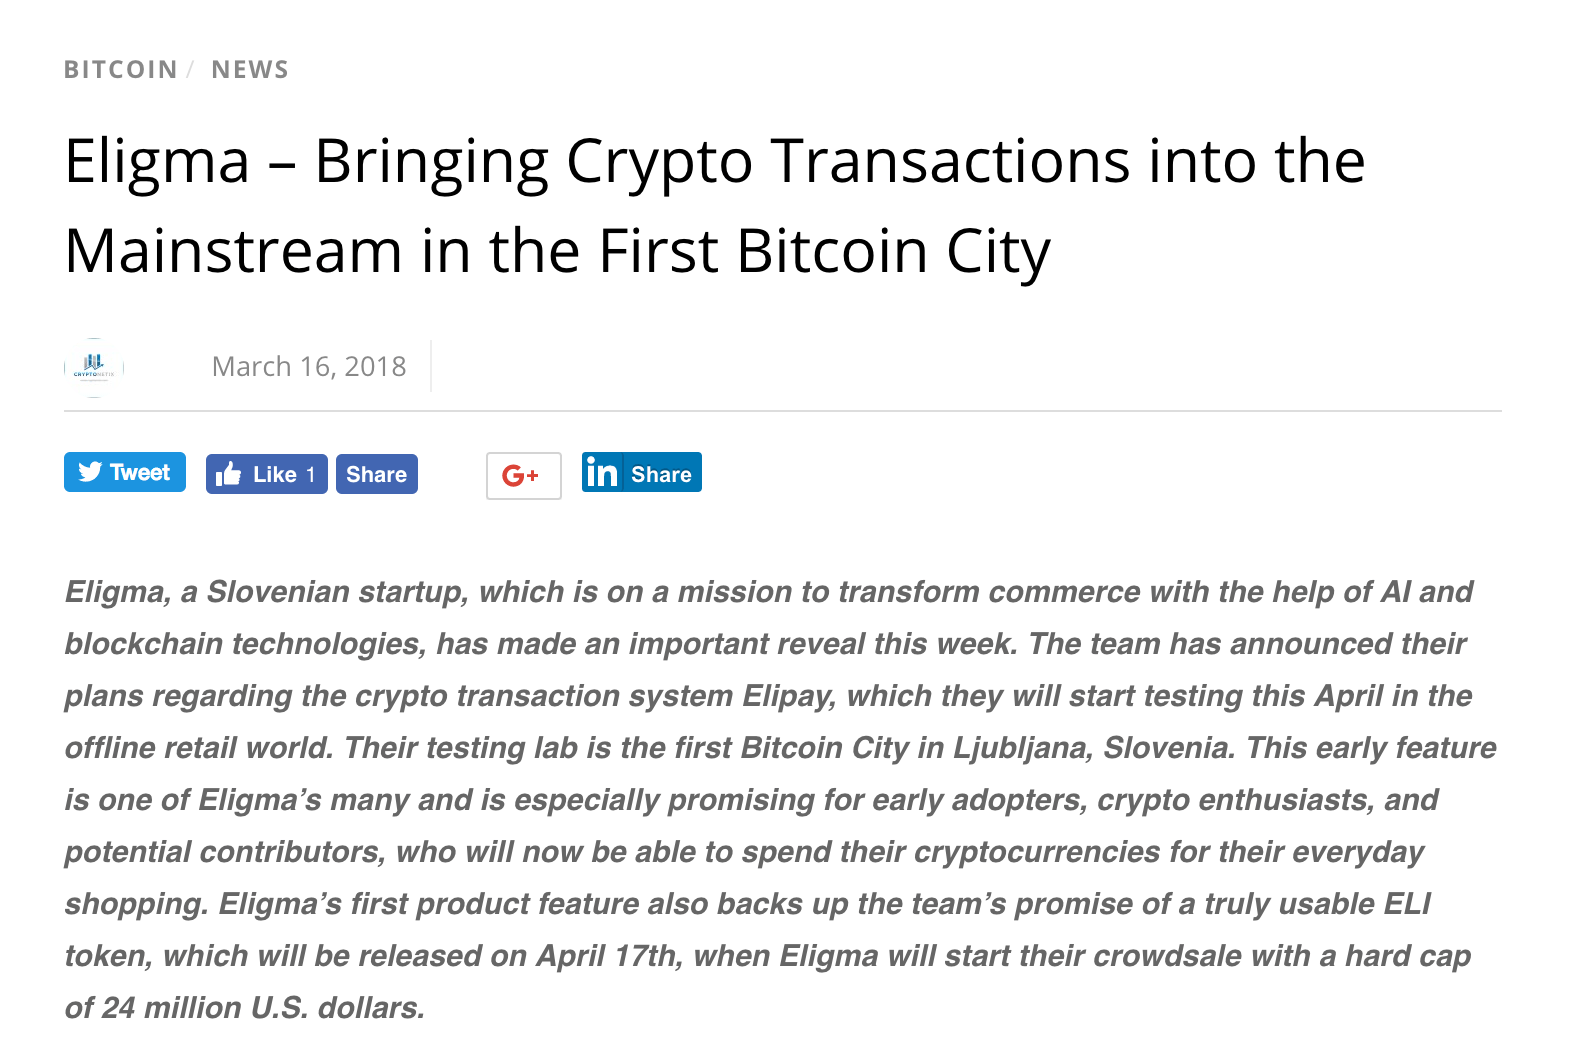 BITCOIN / NEWS
Eligma – Bringing Crypto Transactions into the
Mainstream in the First Bitcoin City
CRYPTONETIX
March 16, 2018
Tweet Like 1 Share G+ in Share
Eligma, a Slovenian startup, which is on a mission to transform commerce with the help of AI and
blockchain technologies, has made an important reveal this week. The team has announced their
plans regarding the crypto transaction system Elipay, which they will start testing this April in the
offline retail world. Their testing lab is the first Bitcoin City in Ljubljana, Slovenia. This early feature
is one of Eligma’s many and is especially promising for early adopters, crypto enthusiasts, and
potential contributors, who will now be able to spend their cryptocurrencies for their everyday
shopping. Eligma’s first product feature also backs up the team’s promise of a truly usable ELI
token, which will be released on April 17th, when Eligma will start their crowdsale with a hard cap
of 24 million U.S. dollars.